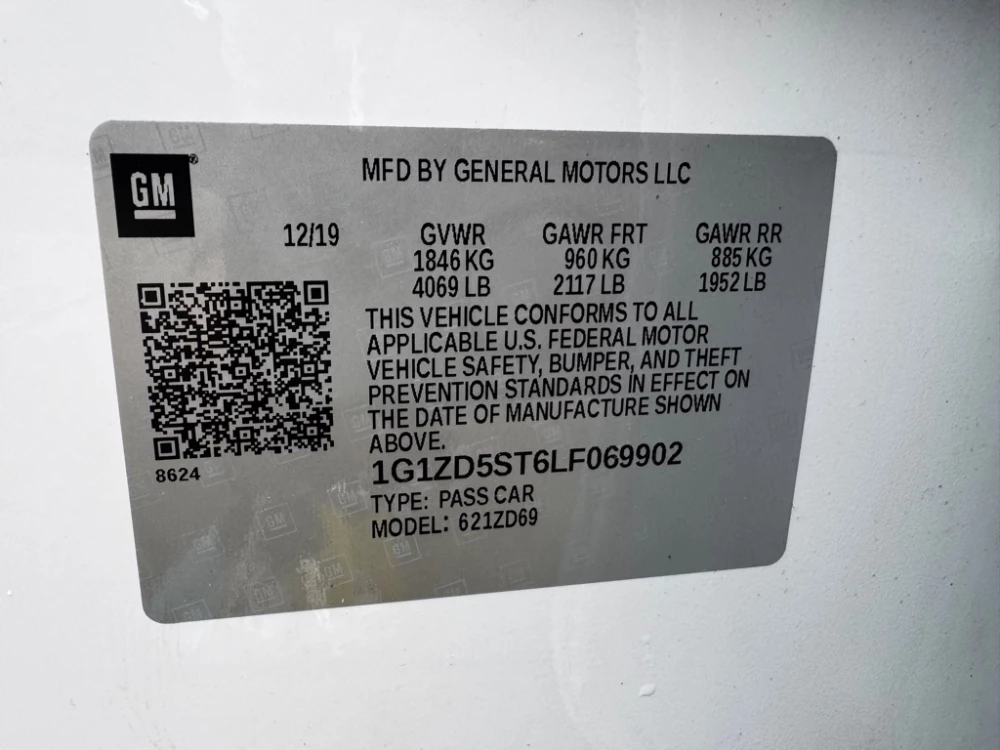 GM
MFD BY GENERAL MOTORS LLC
12/19 GVWR GAWR FRT GAWR RR
1846 KG 960 KG 885 KG
4069 LB 2117 LB 1952 LB
THIS VEHICLE CONFORMS TO ALL
APPLICABLE U.S. FEDERAL MOTOR
VEHICLE SAFETY, BUMPER, AND THEFT
PREVENTION STANDARDS IN EFFECT ON
THE DATE OF MANUFACTURE SHOWN
ABOVE.
8624
1G1ZD5ST6LF069902
TYPE: PASS CAR
MODEL: 621ZD69